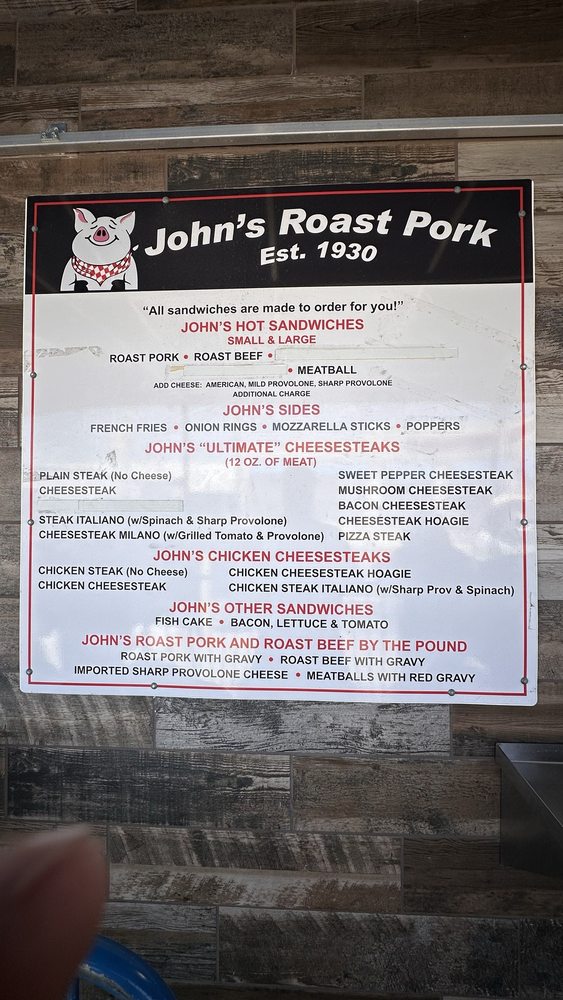 John's Roast Pork
Est. 1930
"All sandwiches are made to order for you!"
JOHN'S HOT SANDWICHES
SMALL & LARGE
ROAST PORK • ROAST BEEF •
• MEATBALL
ADD CHEESE: AMERICAN, MILD PROVOLONE, SHARP PROVOLONE
ADDITIONAL CHARGE
JOHN'S SIDES
FRENCH FRIES • ONION RINGS • MOZZARELLA STICKS • POPPERS
JOHN'S "ULTIMATE" CHEESESTEAKS
(12 OZ. OF MEAT)
PLAIN STEAK (No Cheese)
CHEESESTEAK
STEAK ITALIANO (w/Spinach & Sharp Provolone)
CHEESESTEAK MILANO (w/Grilled Tomato & Provolone)
SWEET PEPPER CHEESESTEAK
MUSHROOM CHEESESTEAK
BACON CHEESESTEAK
CHEESESTEAK HOAGIE
PIZZA STEAK
JOHN'S CHICKEN CHEESESTEAKS
CHICKEN STEAK (No Cheese)
CHICKEN CHEESESTEAK
CHICKEN CHEESESTEAK HOAGIE
CHICKEN STEAK ITALIANO (w/Sharp Prov & Spinach)
JOHN'S OTHER SANDWICHES
FISH CAKE • BACON, LETTUCE & TOMATO
JOHN'S ROAST PORK AND ROAST BEEF BY THE POUND
ROAST PORK WITH GRAVY • ROAST BEEF WITH GRAVY
IMPORTED SHARP PROVOLONE CHEESE • MEATBALLS WITH RED GRAVY